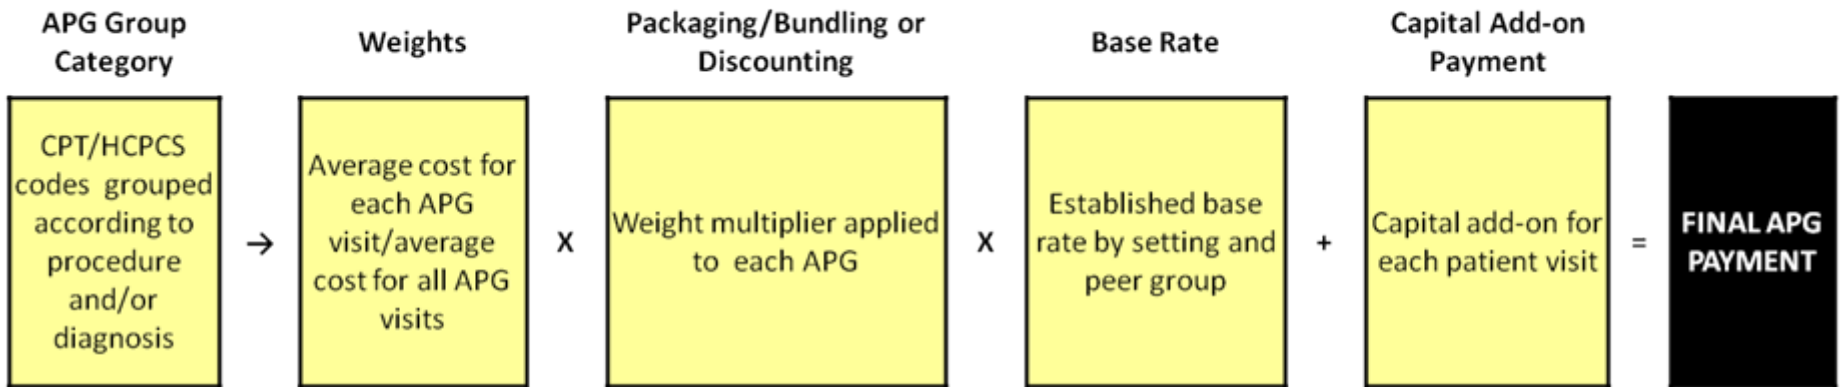 APG Group
Category
Weights
Packaging/Bundling or
Discounting
Base Rate
Capital Add-on
Payment
CPT/HCPCS
codes grouped
according to
procedure
and/or
diagnosis
→
Average cost for
each APG
visit/average
cost for all APG
visits
X
Weight multiplier applied
to each APG
X
Established base
rate by setting and
peer group
+
Capital add-on for
each patient visit
=
FINAL APG
PAYMENT